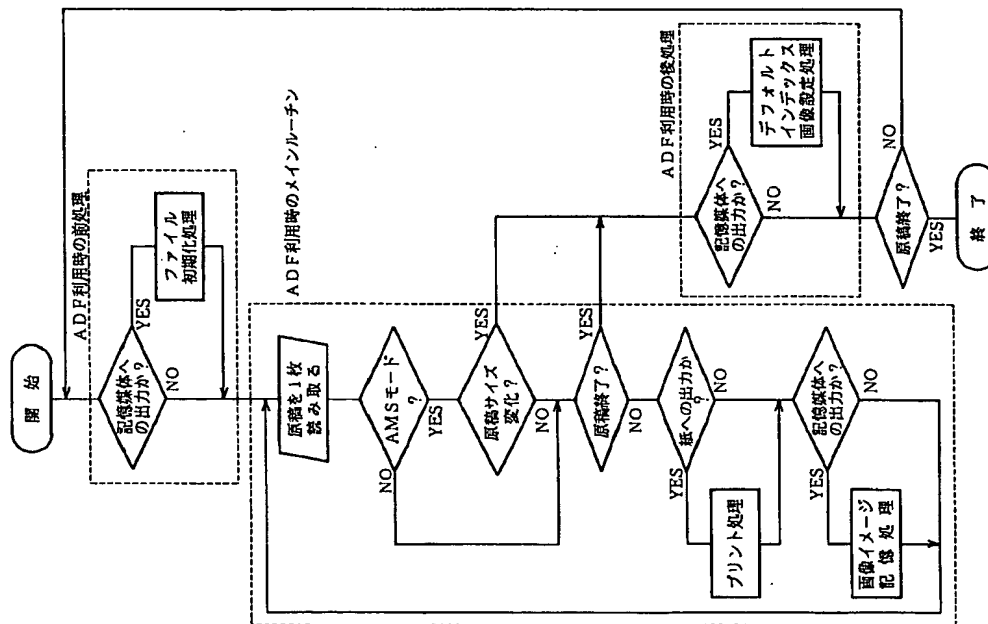 開始
ADF利用時の前処理
記憶媒体へ
の出力か?
YES
NO
ファイル
初期化処理
ADF利用時のメインルーチン
原稿を1枚
読み取る
AMSモード
?
NO
YES
原稿サイズ
変化?
YES
NO
原稿終了?
YES
NO
紙への出力か
?
YES
NO
プリント処理
記憶媒体へ
の出力か?
YES
NO
画像イメージ
記憶処理
ADF利用時の後処理
記憶媒体へ
の出力か?
YES
NO
デフォルト
インデックス
画像設定処理
原稿終了?
NO
YES
終了